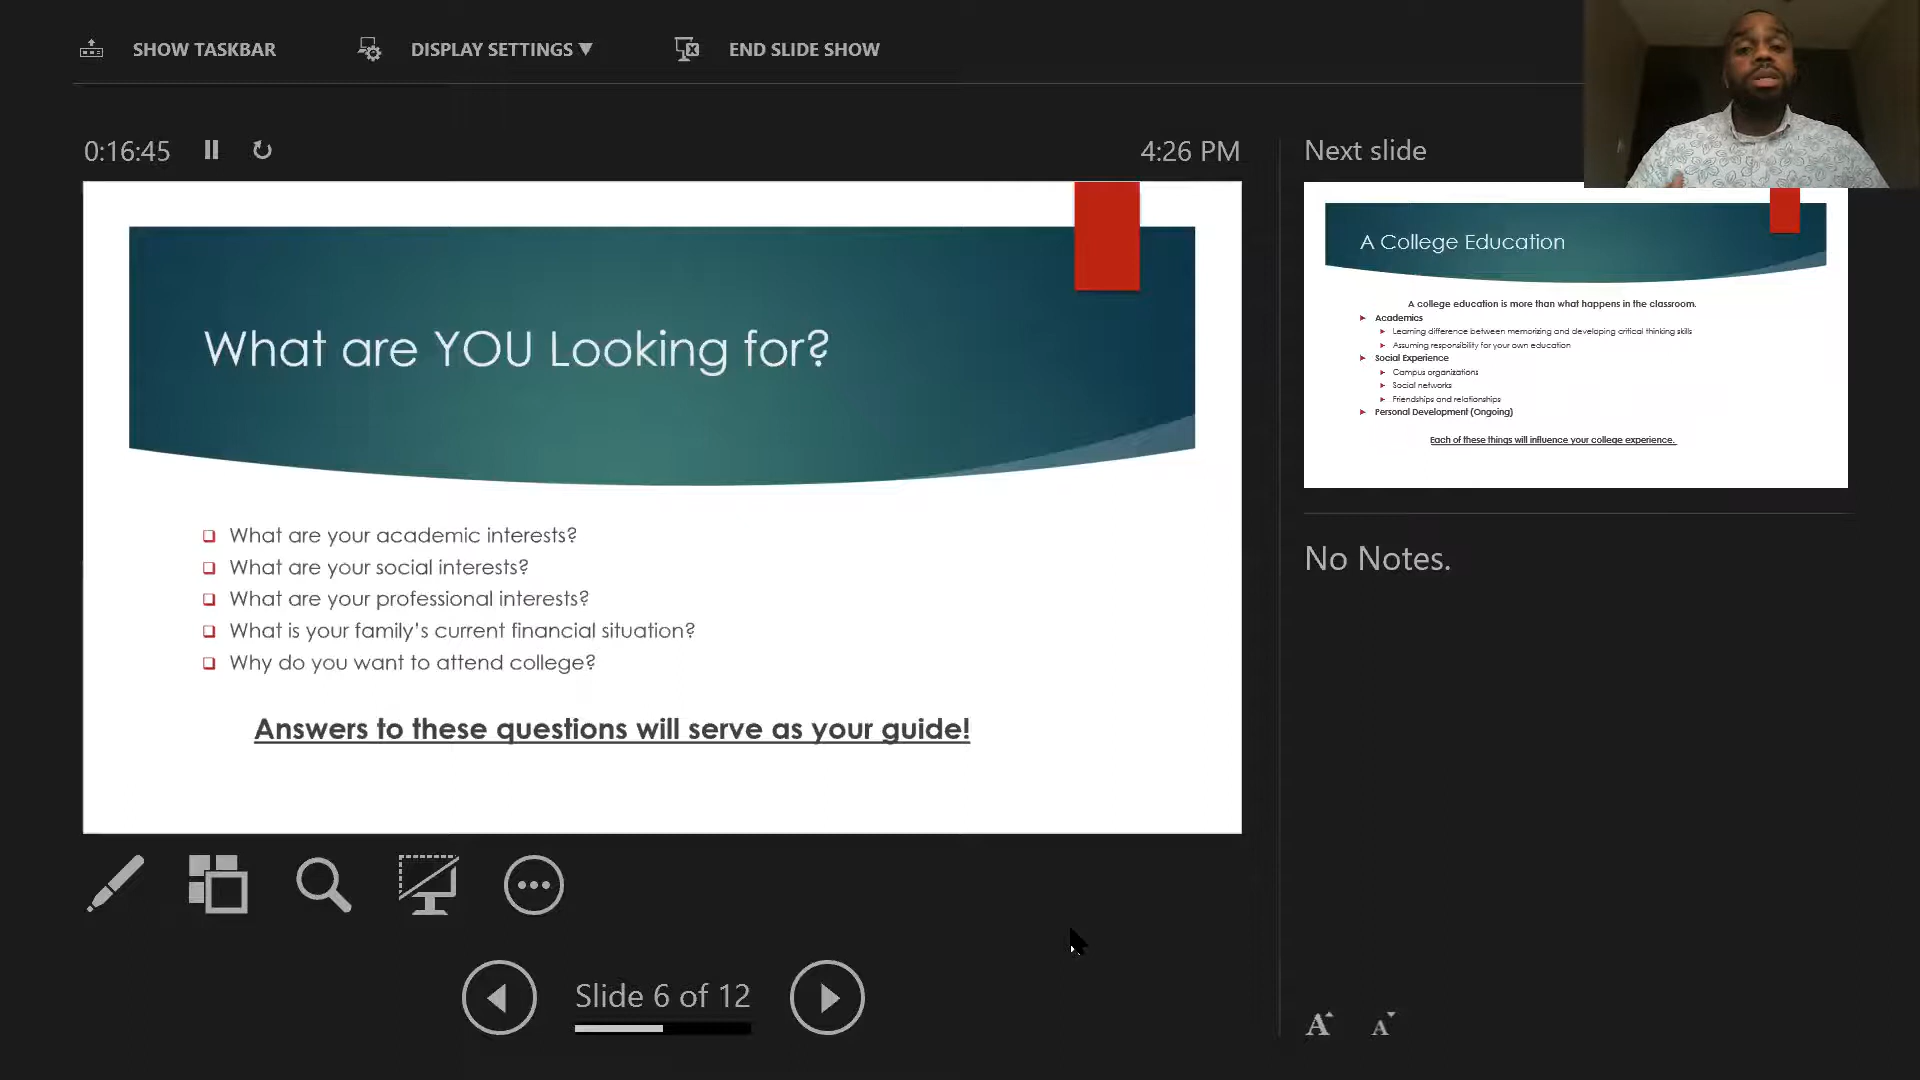 SHOW TASKBAR
DISPLAY SETTINGS ▼
END SLIDE SHOW
0:16:45
4:26 PM
What are YOU Looking for?
What are your academic interests?
What are your social interests?
What are your professional interests?
What is your family's current financial situation?
Why do you want to attend college?
Answers to these questions will serve as your guide!
Slide 6 of 12
Next slide
A College Education
A college education is more than what happens in the classroom.
Academics
Learning difference between memorizing and developing critical thinking skills
Assuming responsibility for your own education
Social Experience
Campus organizations
Social networks
Friendships and relationships
Personal Development (Ongoing)
Each of these things will influence your college experience.
No Notes.
A A